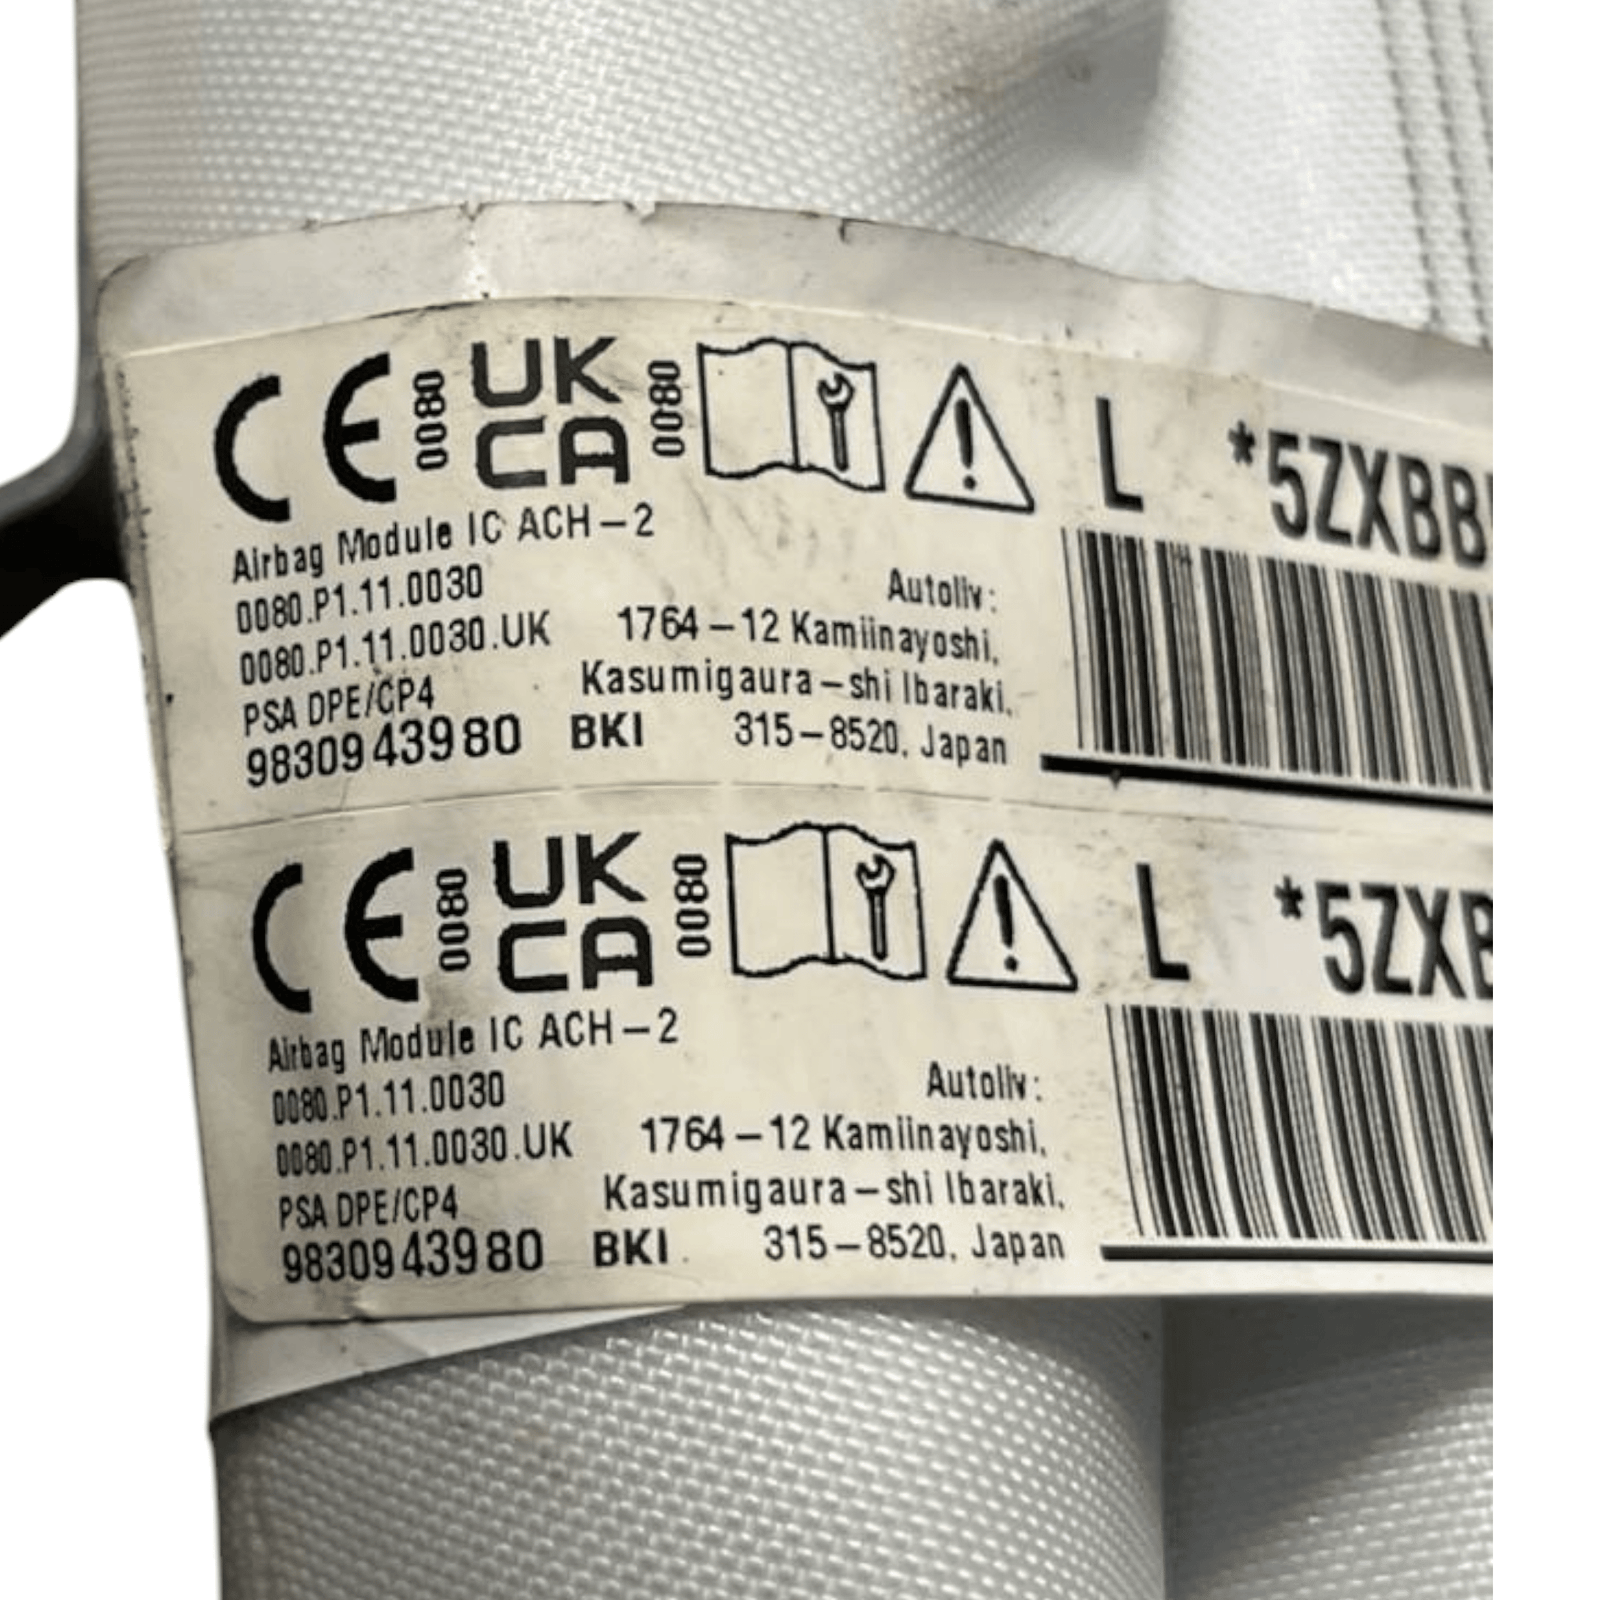 CE 0080 UK CA 0080 L *5ZXBB
Airbag Module IC ACH-2
0080.P1.11.0030 Autoliv:
0080.P1.11.0030.UK 1764-12 Kamiinayoshi,
PSA DPE/CP4 Kasumigaura-shi Ibaraki,
9830943980 BKI 315-8520, Japan
CE 0080 UK CA 0080 L *5ZXB
Airbag Module IC ACH-2
0080.P1.11.0030 Autoliv:
0080.P1.11.0030.UK 1764-12 Kamiinayoshi,
PSA DPE/CP4 Kasumigaura-shi Ibaraki,
9830943980 BKI 315-8520, Japan